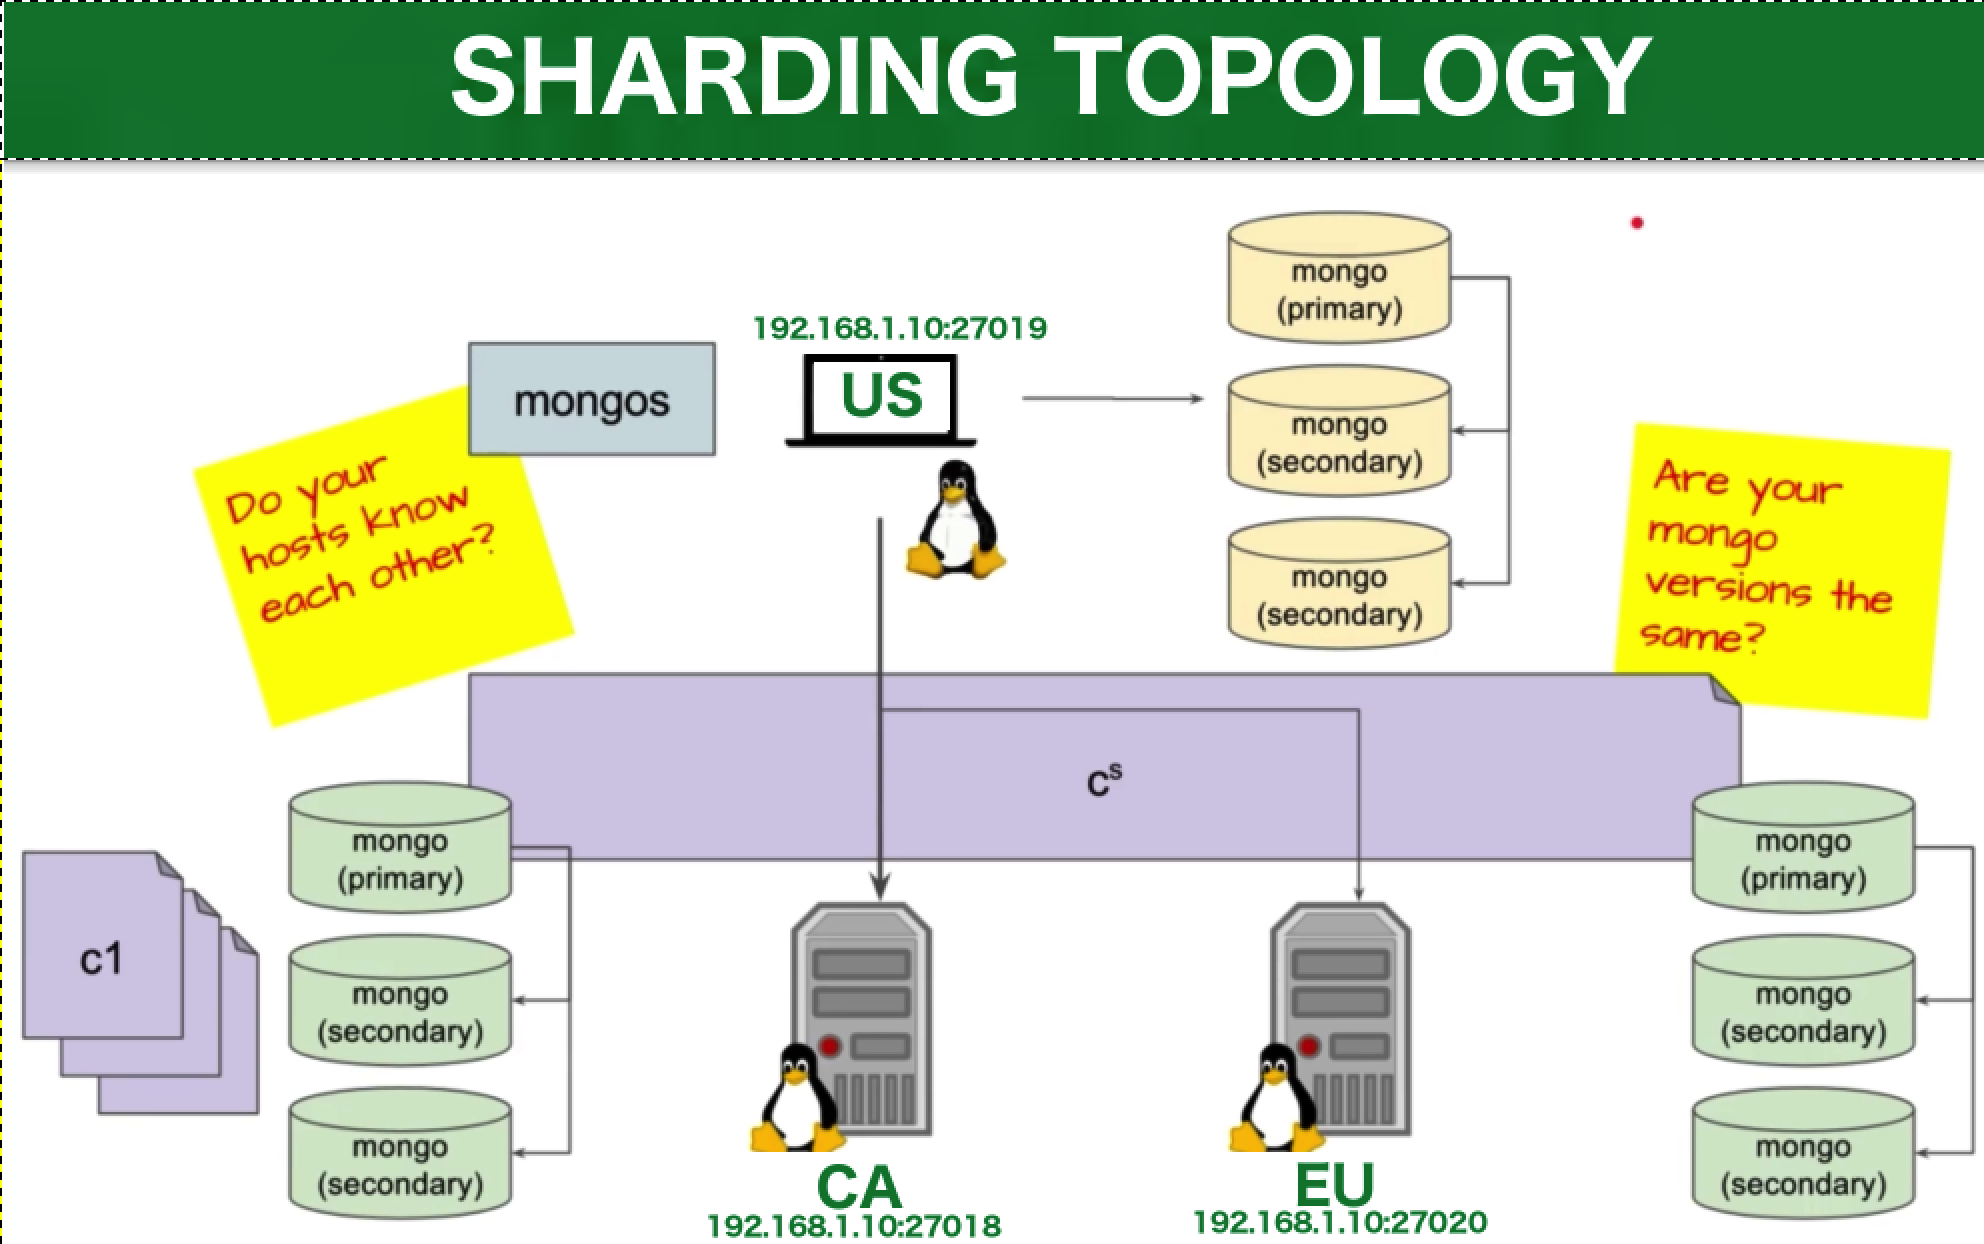 SHARDING TOPOLOGY
mongo
(primary)
192.168.1.10:27019
mongos
US
mongo
(secondary)
mongo
(secondary)
Do your
hosts know
each other?
Are your
mongo
versions the
same?
cˢ
mongo
(primary)
mongo
(secondary)
mongo
(secondary)
c1
mongo
(primary)
mongo
(secondary)
mongo
(secondary)
CA
192.168.1.10:27018
EU
192.168.1.10:27020